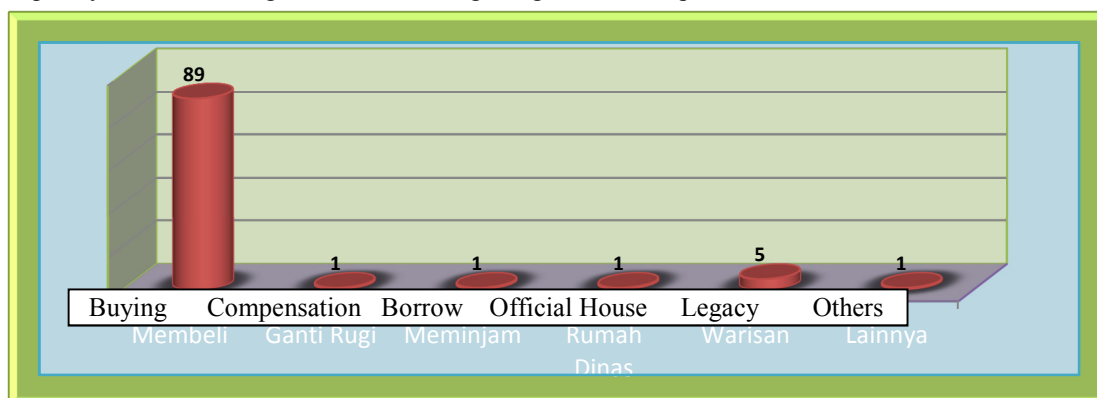 89
1 1 1 5 1
Buying Compensation Borrow Official House Legacy Others
Membeli Ganti Rugi Meminjam Rumah Warisan Lainnya
Dinas